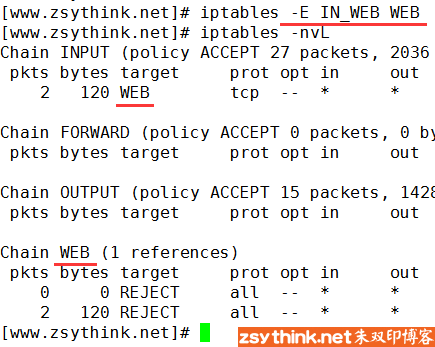 [www.zsythink.net]# iptables -E IN_WEB WEB
[www.zsythink.net]# iptables -nvL
Chain INPUT (policy ACCEPT 27 packets, 2036
pkts bytes target prot opt in out
2 120 WEB tcp -- * *
Chain FORWARD (policy ACCEPT 0 packets, 0 by
pkts bytes target prot opt in out
Chain OUTPUT (policy ACCEPT 15 packets, 1428
pkts bytes target prot opt in out
Chain WEB (1 references)
pkts bytes target prot opt in out
0 0 REJECT all -- * *
2 120 REJECT all -- * *
[www.zsythink.net]#
zsythink.net朱双印博客